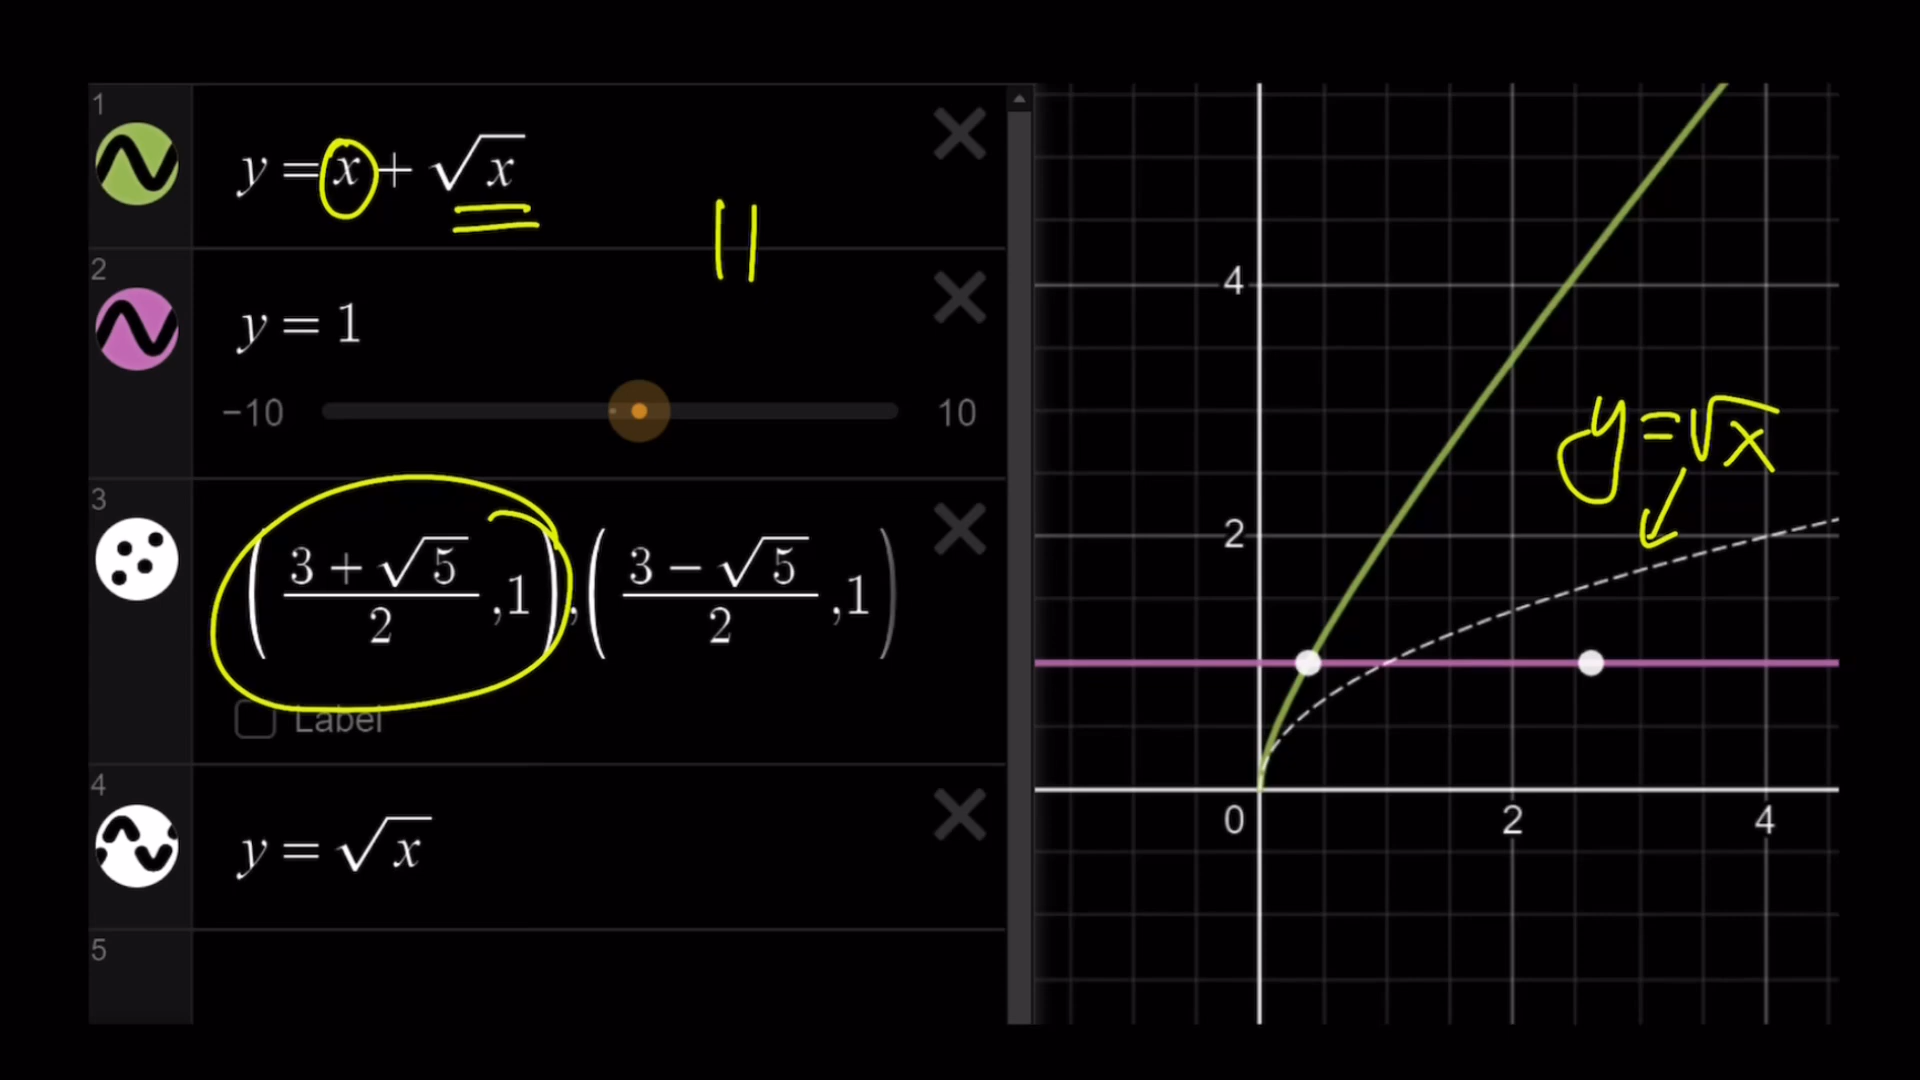 1
y = x + √x
2
y = 1
−10 10
3
((3 + √5)/2 ,1),((3 − √5)/2 ,1)
Label
4
y = √x
5
4
2
0 2 4
y = √x